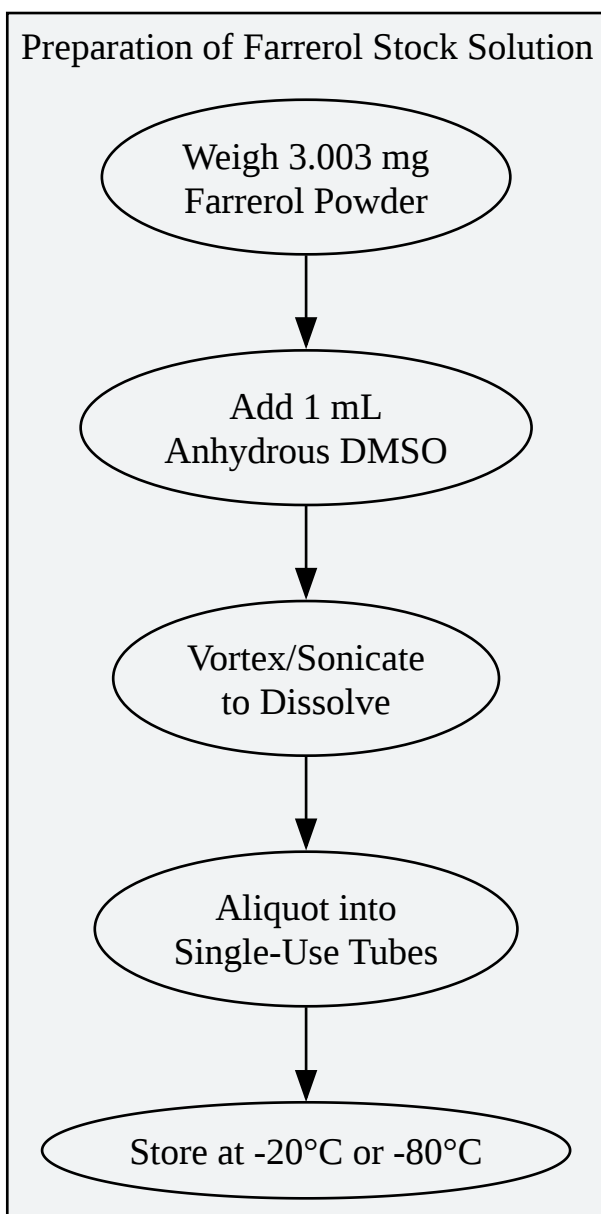 Preparation of Farrerol Stock Solution
Weigh 3.003 mg
Farrerol Powder
Add 1 mL
Anhydrous DMSO
Vortex/Sonicate
to Dissolve
Aliquot into
Single-Use Tubes
Store at -20°C or -80°C